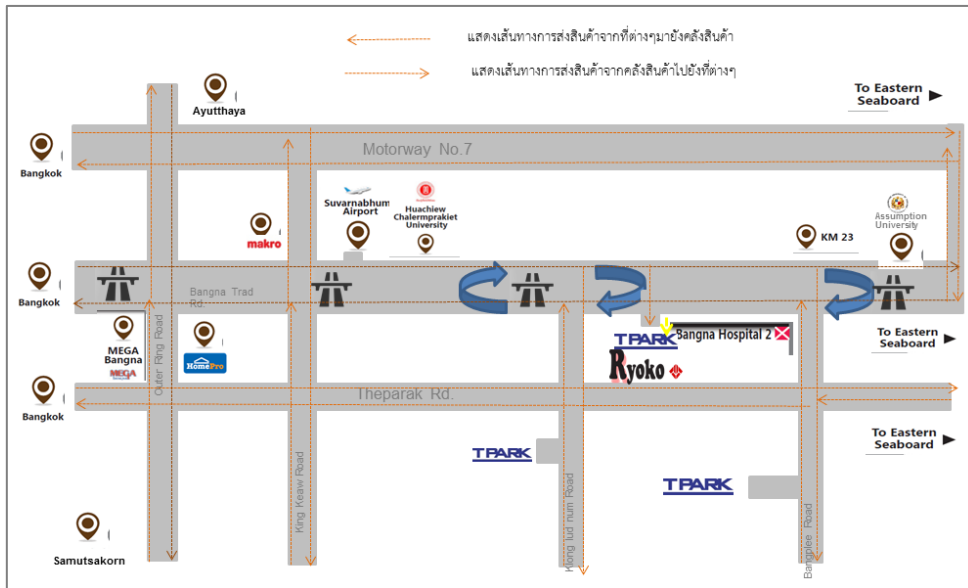 แสดงเส้นทางการส่งสินค้าจากที่ต่างๆมายังคลังสินค้า
แสดงเส้นทางการส่งสินค้าจากคลังสินค้าไปยังที่ต่างๆ
To Eastern
Seaboard
Ayutthaya
Motorway No.7
Bangkok
Suvarnabhum
Airport
Huachiew
Chalermprakiet
University
Assumption
University
makro
KM 23
Bangkok
Bangna Trad
Rd.
To Eastern
Seaboard
MEGA
Bangna
MEGA
HomePro
Outer Ring Road
TPARK
Bangna Hospital 2
Ryoko
Bangkok
Theparak Rd.
To Eastern
Seaboard
TPARK
TPARK
King Keaw Road
Klong lud num Road
Bangplee Road
Samutsakorn